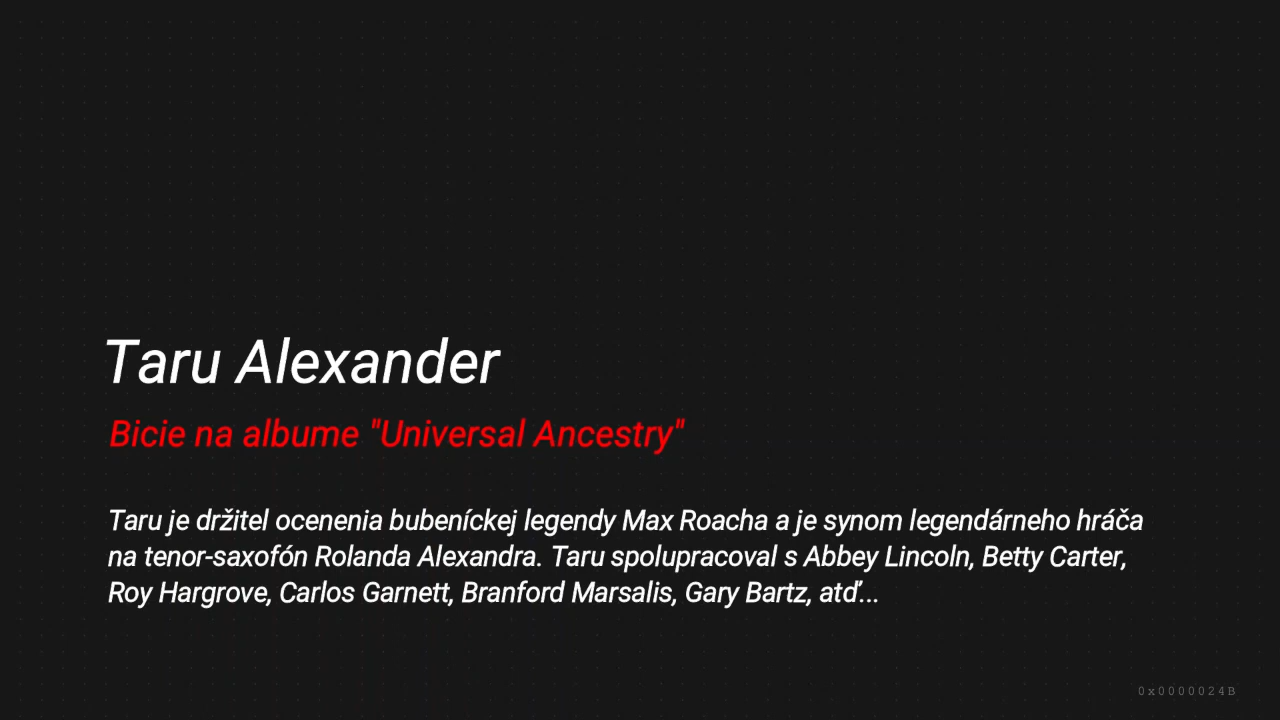 Taru Alexander
Bicie na albume "Universal Ancestry"
Taru je držitel ocenenia bubeníckej legendy Max Roacha a je synom legendárneho hráča
na tenor-saxofón Rolanda Alexandra. Taru spolupracoval s Abbey Lincoln, Betty Carter,
Roy Hargrove, Carlos Garnett, Branford Marsalis, Gary Bartz, atď...
0x0000024B